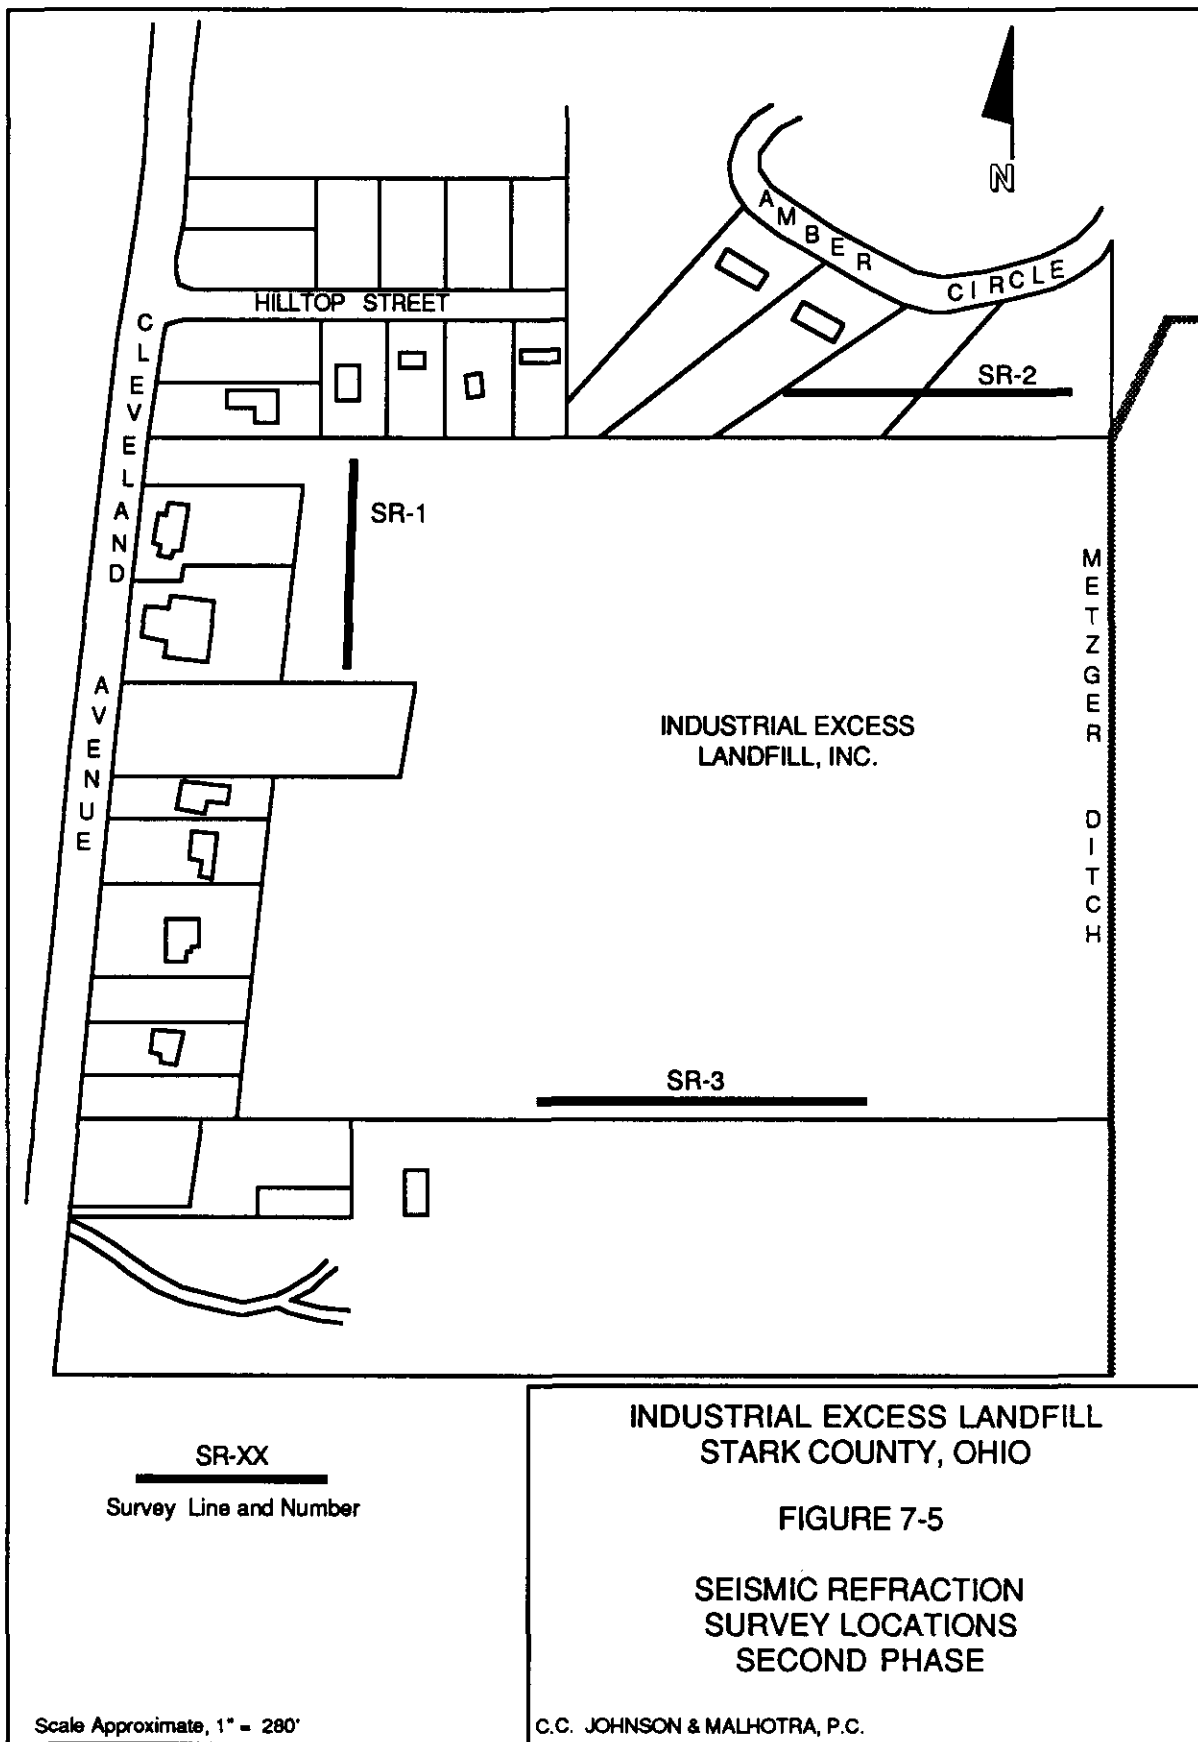 N
AMBER CIRCLE
HILLTOP STREET
CLEVELAND AVENUE
SR-2
SR-1
METZGER DITCH
INDUSTRIAL EXCESS
LANDFILL, INC.
SR-3
SR-XX
Survey Line and Number
INDUSTRIAL EXCESS LANDFILL
STARK COUNTY, OHIO
FIGURE 7-5
SEISMIC REFRACTION
SURVEY LOCATIONS
SECOND PHASE
Scale Approximate, 1" = 280'
C.C. JOHNSON & MALHOTRA, P.C.